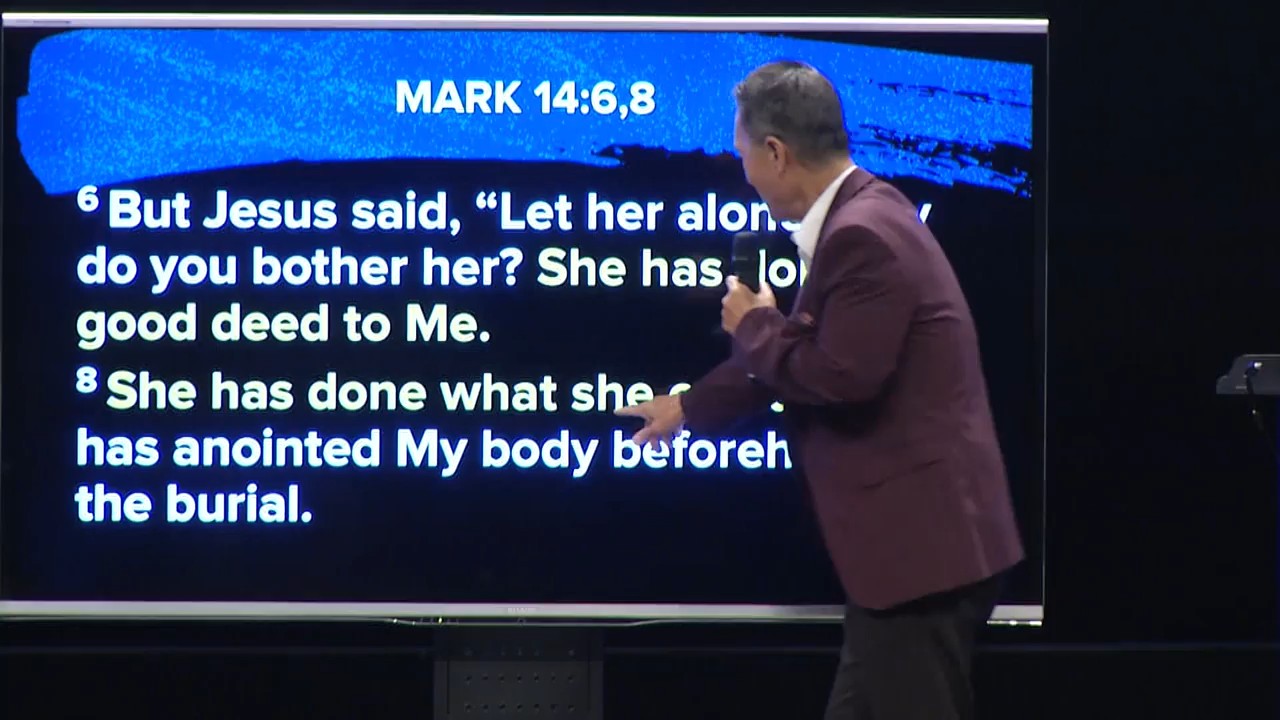 MARK 14:6,8
6 But Jesus said, “Let her
do you bother her? She has
good deed to Me.
8 She has done what she
has anointed My body
the burial.